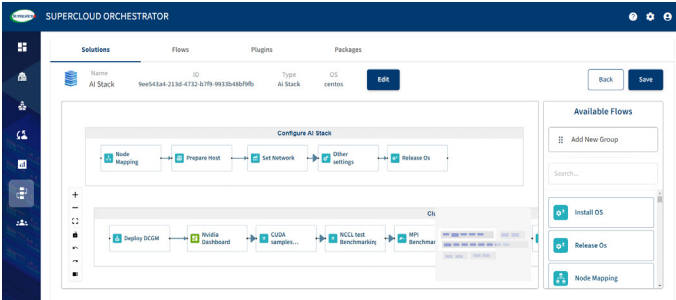 SUPERMICRO
SUPERCLOUD ORCHESTRATOR
Solutions
Flows
Plugins
Packages
Name
AI Stack
ID
9ee543a4-213d-4732-b7f9-9933b48bf9fb
Type
Ai Stack
OS
centos
Edit
Back
Save
Configure AI Stack
Node
Mapping
Prepare Host
Set Network
Other
settings
Release Os
Clu
Deploy DCGM
Nvidia
Dashboard
CUDA
samples...
NCCL test
Benchmarking
MPI
Benchmar
Available Flows
Add New Group
Search...
Install OS
Release Os
Node Mapping